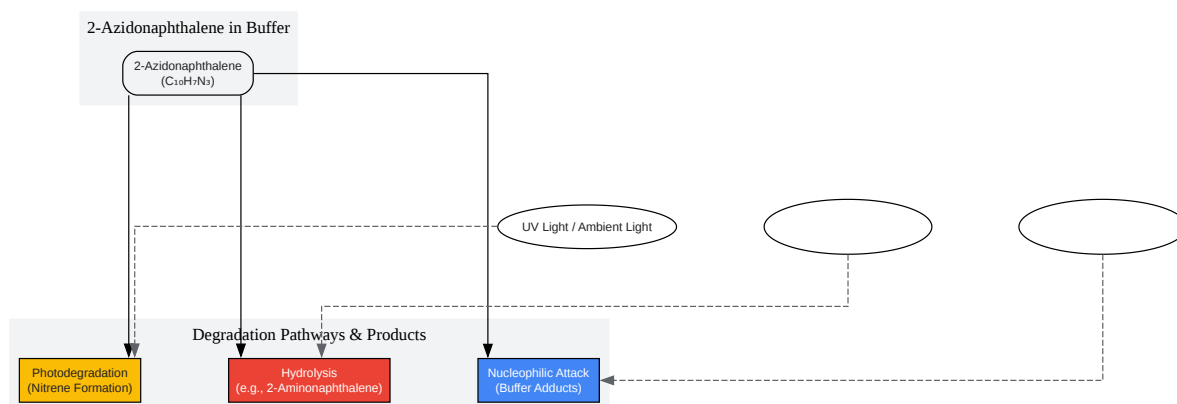 2-Azidonaphthalene in Buffer
2-Azidonaphthalene
(C₁₀H₇N₃)
UV Light / Ambient Light
Degradation Pathways & Products
Photodegradation
(Nitrene Formation)
Hydrolysis
(e.g., 2-Aminonaphthalene)
Nucleophilic Attack
(Buffer Adducts)